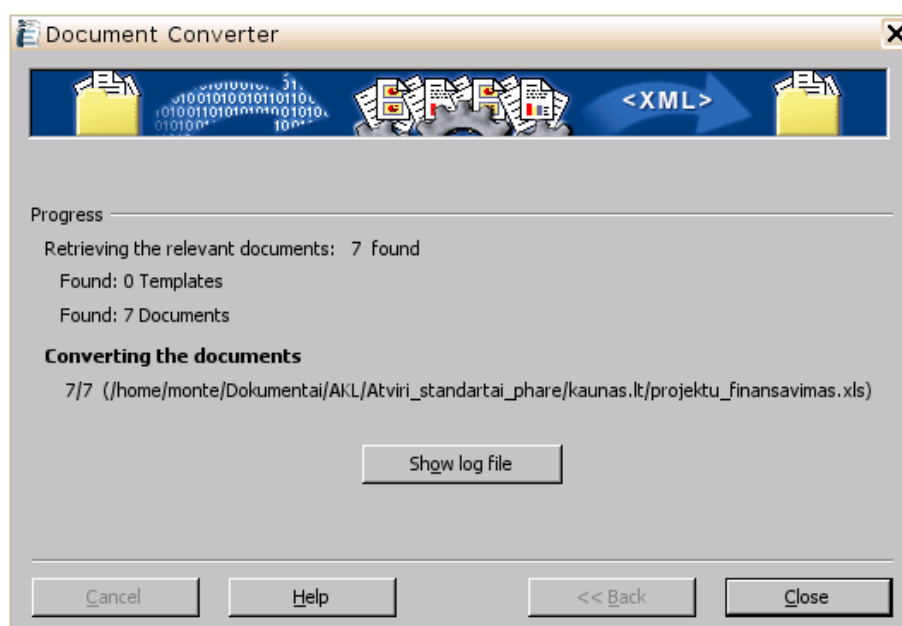 Document Converter
<XML>
Progress
Retrieving the relevant documents: 7 found
Found: 0 Templates
Found: 7 Documents
Converting the documents
7/7 (/home/monte/Dokumentai/AKL/Atviri_standartai_phare/kaunas.lt/projektu_finansavimas.xls)
Show log file
Cancel
Help
<< Back
Close